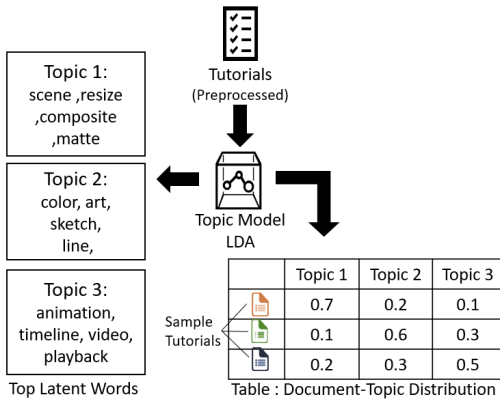 Tutorials
(Preprocessed)
Topic 1:
scene ,resize
,composite
,matte
Topic 2:
color, art,
sketch,
line,
Topic 3:
animation,
timeline, video,
playback
Top Latent Words
Topic Model
LDA
Topic 1 Topic 2 Topic 3
0.7 0.2 0.1
0.1 0.6 0.3
0.2 0.3 0.5
Sample
Tutorials
Table : Document-Topic Distribution